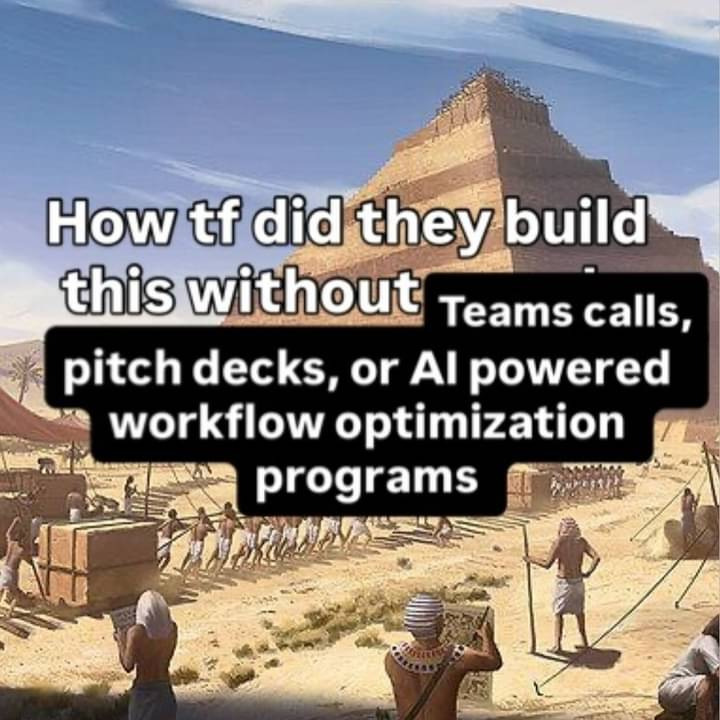 How tf did they build
this without Teams calls,
pitch decks, or AI powered
workflow optimization
programs